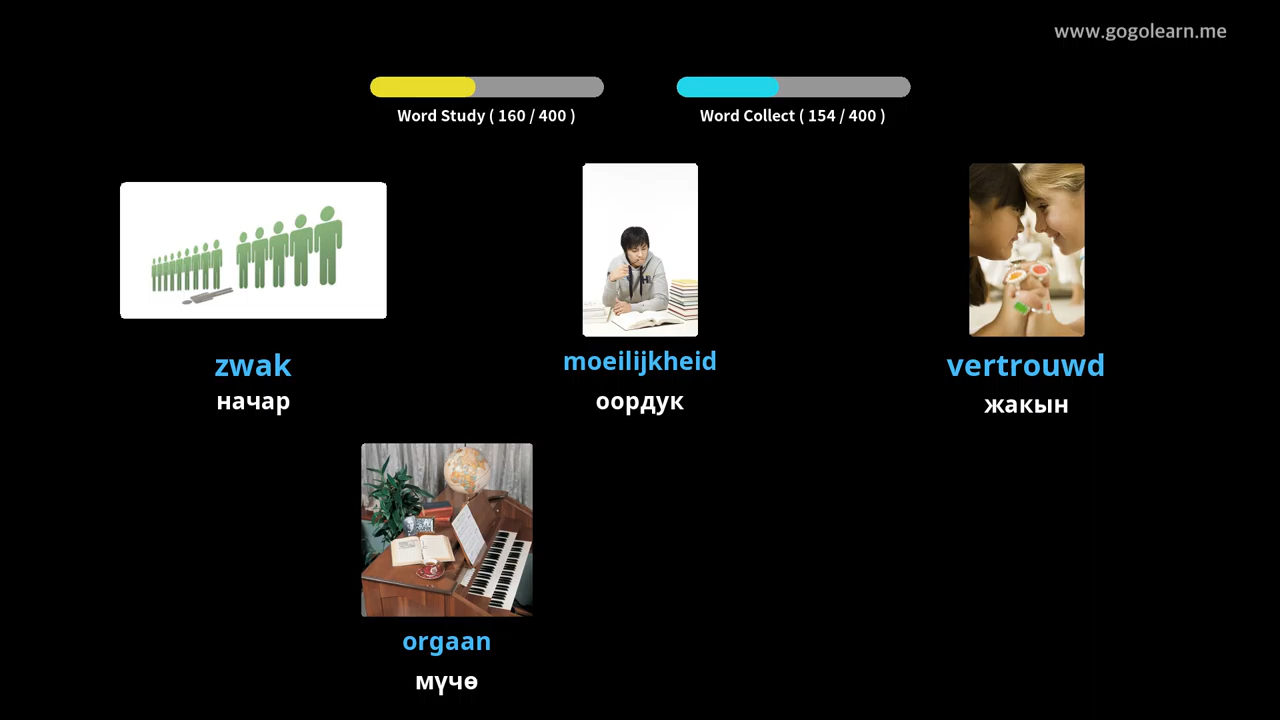 www.gogolearn.me
Word Study ( 160 / 400 )
Word Collect ( 154 / 400 )
zwak
начар
moeilijkheid
оордук
vertrouwd
жакын
orgaan
мүчө